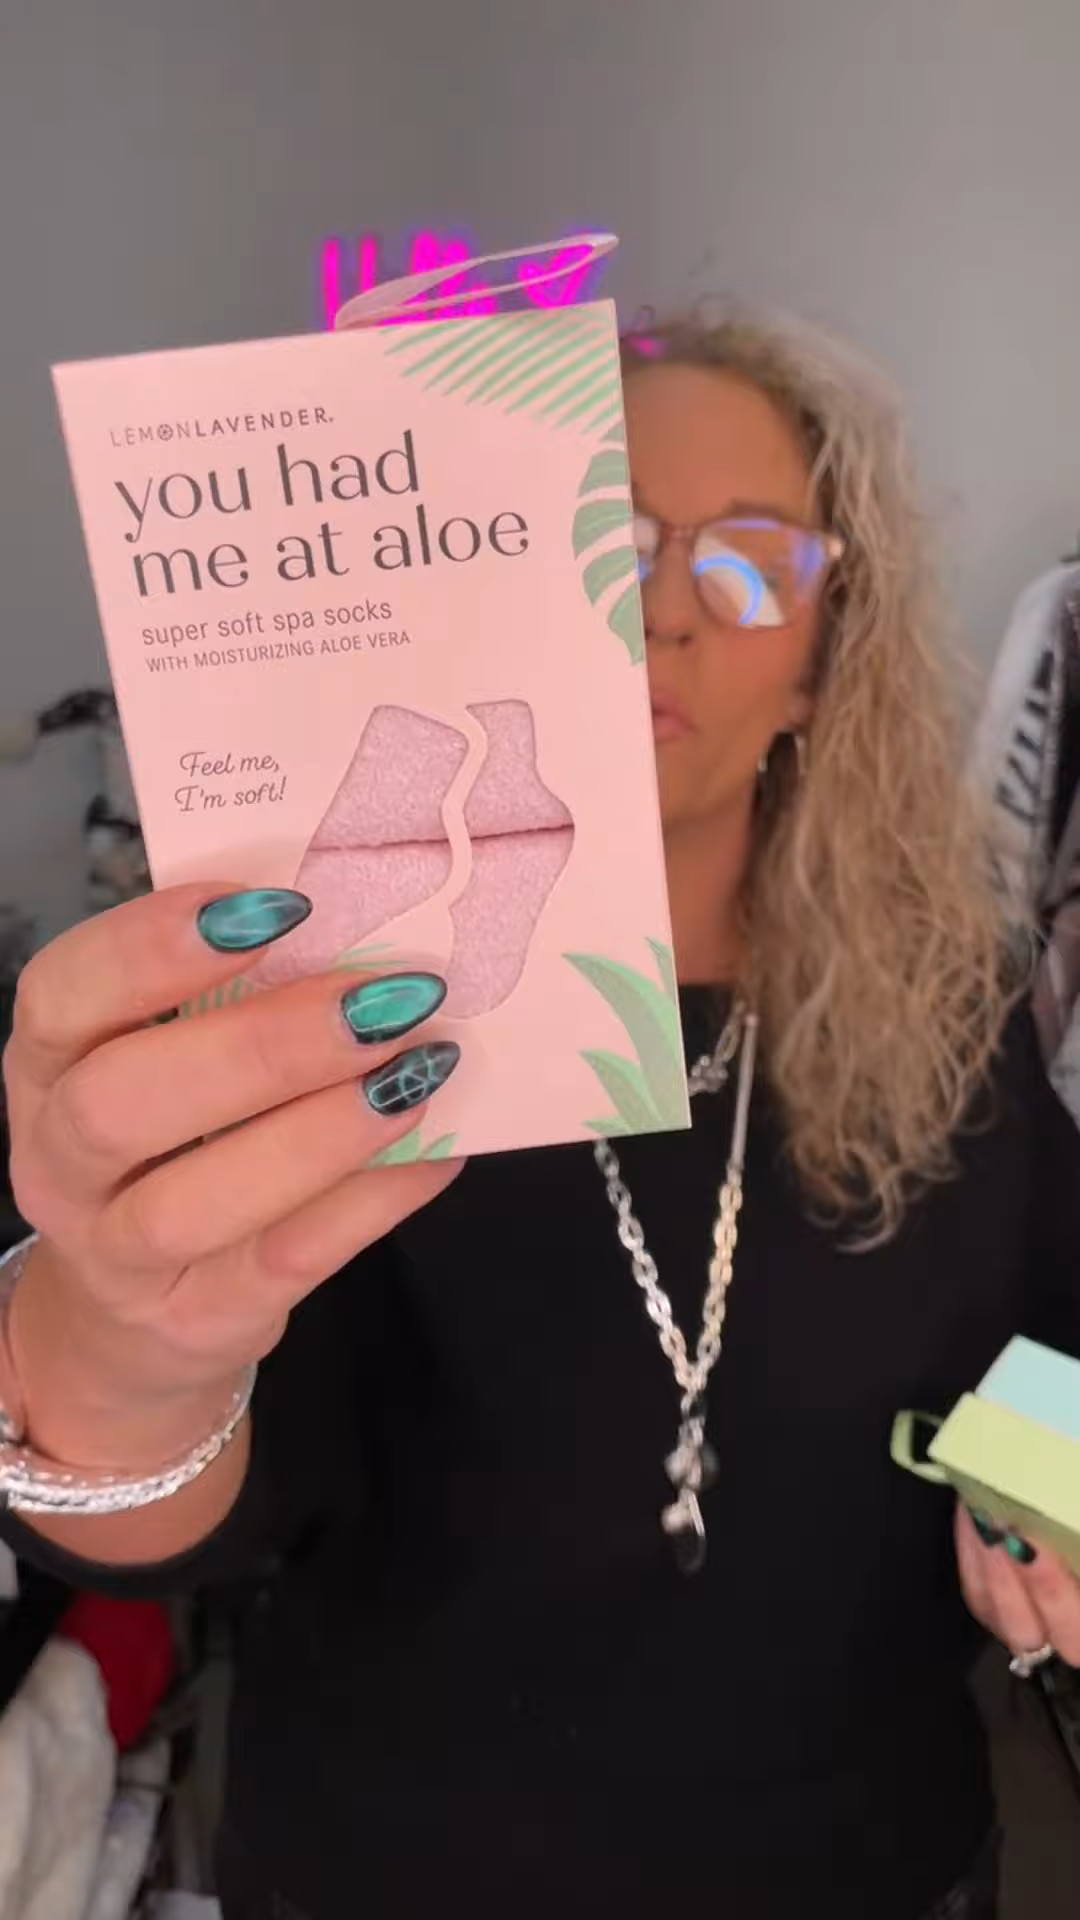 LEMONLAVENDER.
you had
me at aloe
super soft spa socks
WITH MOISTURIZING ALOE VERA
Feel me,
I'm soft!